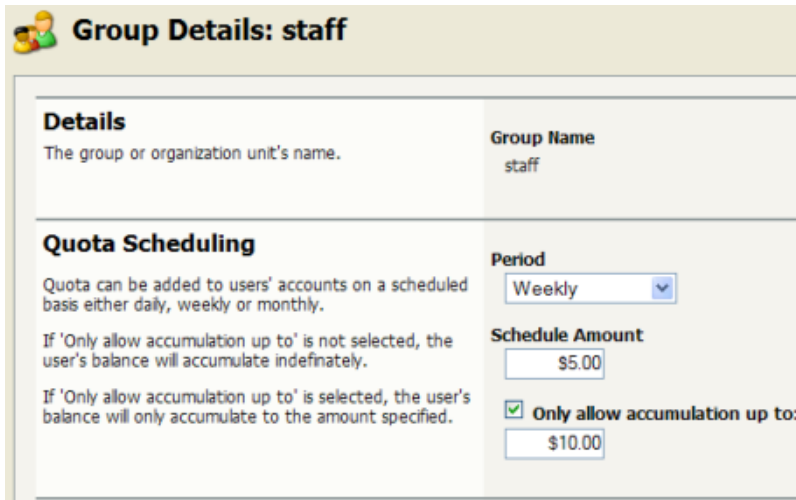 Group Details: staff
Details
The group or organization unit's name.
Group Name
staff
Quota Scheduling
Quota can be added to users' accounts on a scheduled
basis either daily, weekly or monthly.
If 'Only allow accumulation up to' is not selected, the
user's balance will accumulate indefinately.
If 'Only allow accumulation up to' is selected, the user's
balance will only accumulate to the amount specified.
Period
Weekly
Schedule Amount
$5.00
Only allow accumulation up to:
$10.00